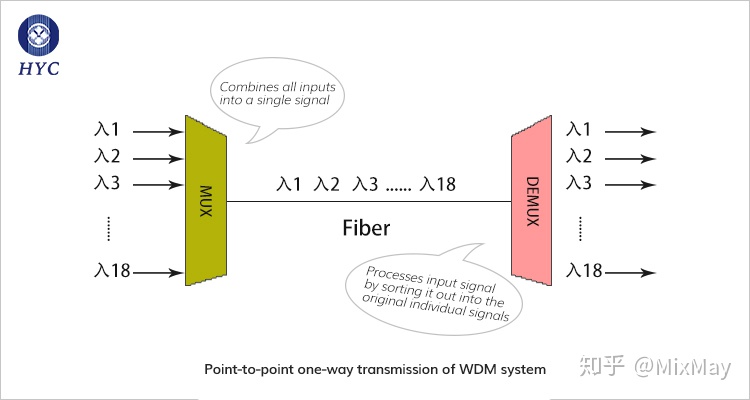 HYC
Combines all inputs
into a single signal
入1
入2
入3
......
入18
MUX
入1 入2 入3 ...... 入18
Fiber
DEMUX
入1
入2
入3
......
入18
Processes input signal
by sorting it out into the
original individual signals
Point-to-point one-way transmission of WDM system
知乎 @MixMay